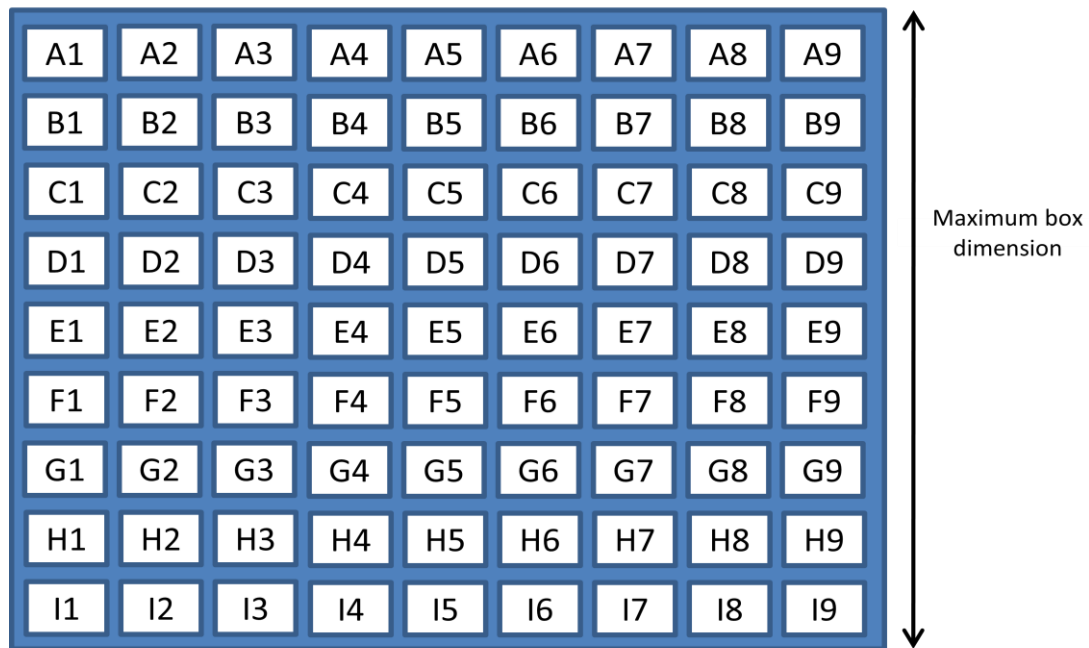 A1 A2 A3 A4 A5 A6 A7 A8 A9
B1 B2 B3 B4 B5 B6 B7 B8 B9
C1 C2 C3 C4 C5 C6 C7 C8 C9
D1 D2 D3 D4 D5 D6 D7 D8 D9
E1 E2 E3 E4 E5 E6 E7 E8 E9
F1 F2 F3 F4 F5 F6 F7 F8 F9
G1 G2 G3 G4 G5 G6 G7 G8 G9
H1 H2 H3 H4 H5 H6 H7 H8 H9
I1 I2 I3 I4 I5 I6 I7 I8 I9
Maximum box
dimension